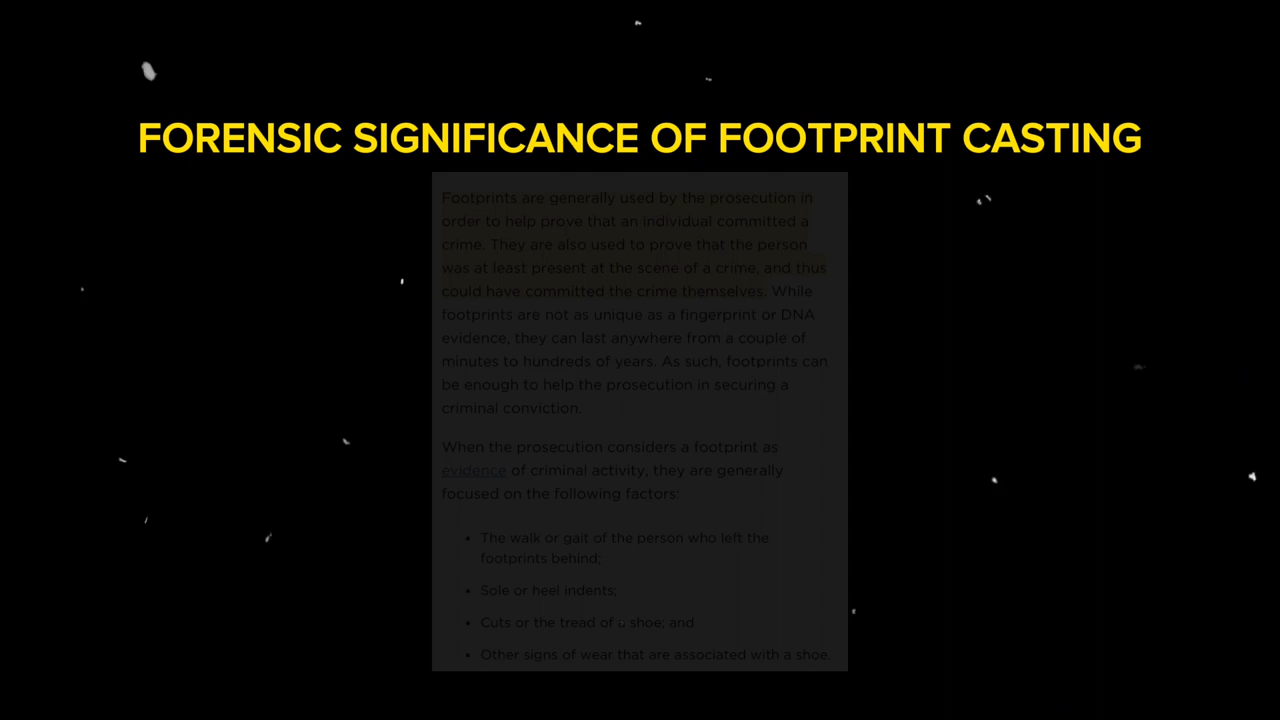 FORENSIC SIGNIFICANCE OF FOOTPRINT CASTING
Footprints are generally used by the prosecution in
order to help prove that an individual committed a
crime. They are also used to prove that the person
was at least present at the scene of a crime, and thus
could have committed the crime themselves. While
footprints are not as unique as a fingerprint or DNA
evidence, they can last anywhere from a couple of
minutes to hundreds of years. As such, footprints can
be enough to help the prosecution in securing a
criminal conviction.
When the prosecution considers a footprint as
evidence of criminal activity, they are generally
focused on the following factors:
• The walk or gait of the person who left the
footprints behind;
• Sole or heel indents;
• Cuts or the tread of a shoe; and
• Other signs of wear that are associated with a shoe.